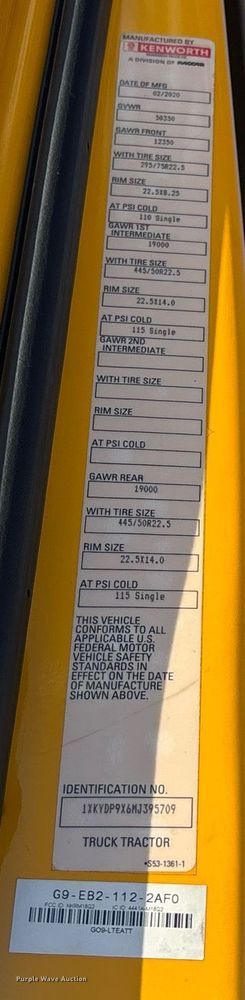 MANUFACTURED BY
KENWORTH
A DIVISION OF PACCAR
DATE OF MFG
02/2020
GVWR
50350
GAWR FRONT
12350
WITH TIRE SIZE
295/75R22.5
RIM SIZE
22.5X8.25
AT PSI COLD
110 Single
GAWR 1ST
INTERMEDIATE
19000
WITH TIRE SIZE
445/50R22.5
RIM SIZE
22.5X14.0
AT PSI COLD
115 Single
GAWR 2ND
INTERMEDIATE
WITH TIRE SIZE
RIM SIZE
AT PSI COLD
GAWR REAR
19000
WITH TIRE SIZE
445/50R22.5
RIM SIZE
22.5X14.0
AT PSI COLD
115 Single
THIS VEHICLE
CONFORMS TO ALL
APPLICABLE U.S.
FEDERAL MOTOR
VEHICLE SAFETY
STANDARDS IN
EFFECT ON THE DATE
OF MANUFACTURE
SHOWN ABOVE.
IDENTIFICATION NO.
1XKYDP9X6MJ395709
TRUCK TRACTOR
•S53-1361-1
G9-EB2-112-2AF0
FCC ID: IC ID:
GO9-LTEATT
Purple Wave Auction